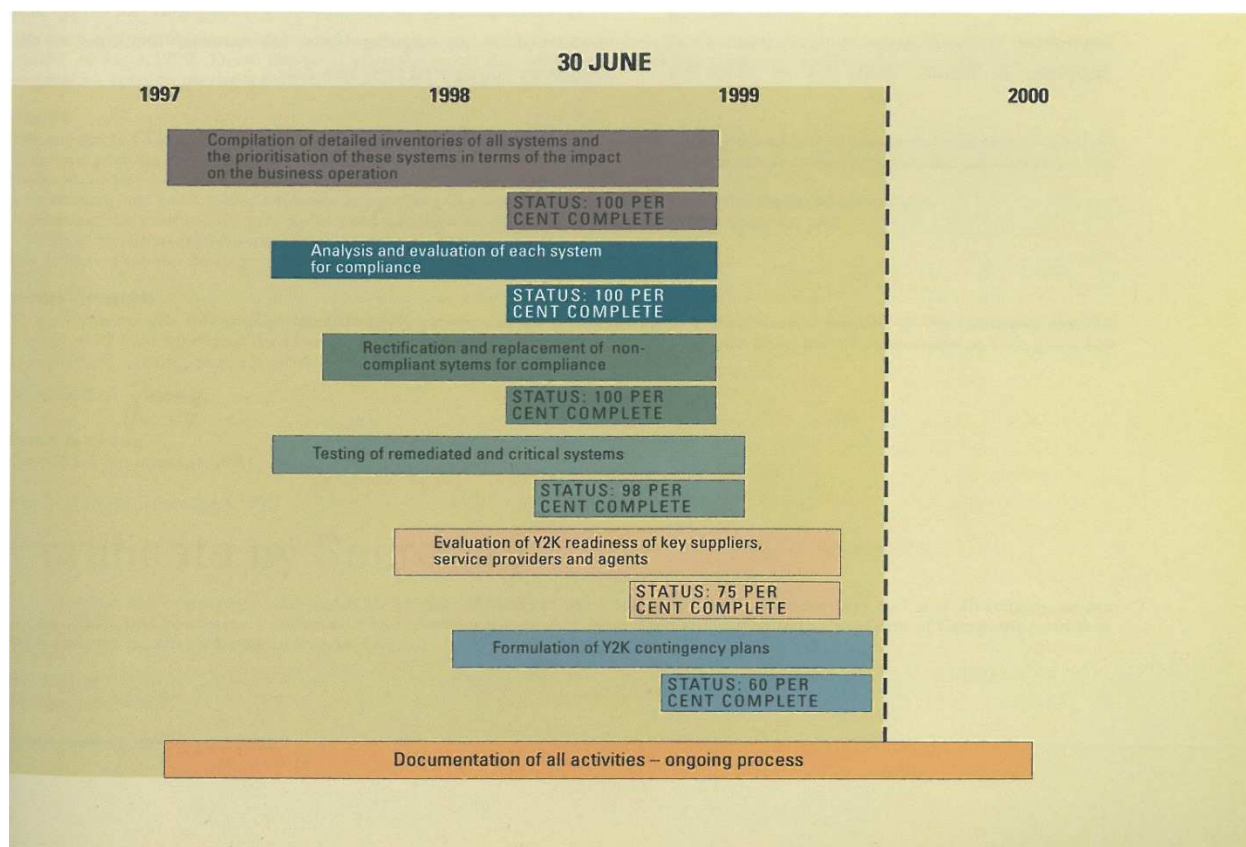 30 JUNE
1997 1998 1999 2000
Compilation of detailed inventories of all systems and
the prioritisation of these systems in terms of the impact
on the business operation
STATUS: 100 PER
CENT COMPLETE
Analysis and evaluation of each system
for compliance
STATUS: 100 PER
CENT COMPLETE
Rectification and replacement of non-
compliant sytems for compliance
STATUS: 100 PER
CENT COMPLETE
Testing of remediated and critical systems
STATUS: 98 PER
CENT COMPLETE
Evaluation of Y2K readiness of key suppliers,
service providers and agents
STATUS: 75 PER
CENT COMPLETE
Formulation of Y2K contingency plans
STATUS: 60 PER
CENT COMPLETE
Documentation of all activities – ongoing process